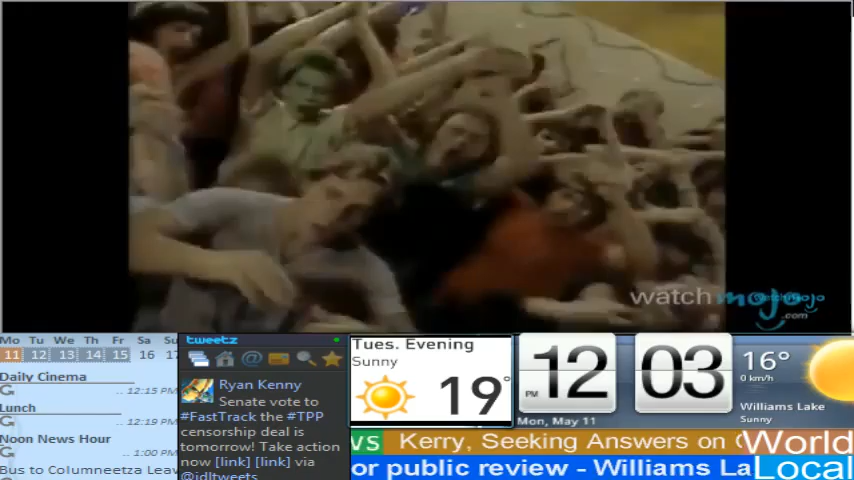 watchmojo
.com
Mo Tu We Th Fr Sa Su
11 12 13 14 15 16 17
Daily Cinema
.. 12:15 PM
Lunch
.. 12:19 PM
Noon News Hour
.. 1:00 PM
Bus to Columneetza Leav
tweetz
Ryan Kenny
Senate vote to
#FastTrack the #TPP
censorship deal is
tomorrow! Take action
now [link] [link] via
@idltweets
Tues. Evening
Sunny
19°
PM 12 03
Mon, May 11
16°
0 km/h
Williams Lake
Sunny
VS Kerry, Seeking Answers on
World
or public review - Williams La
Local